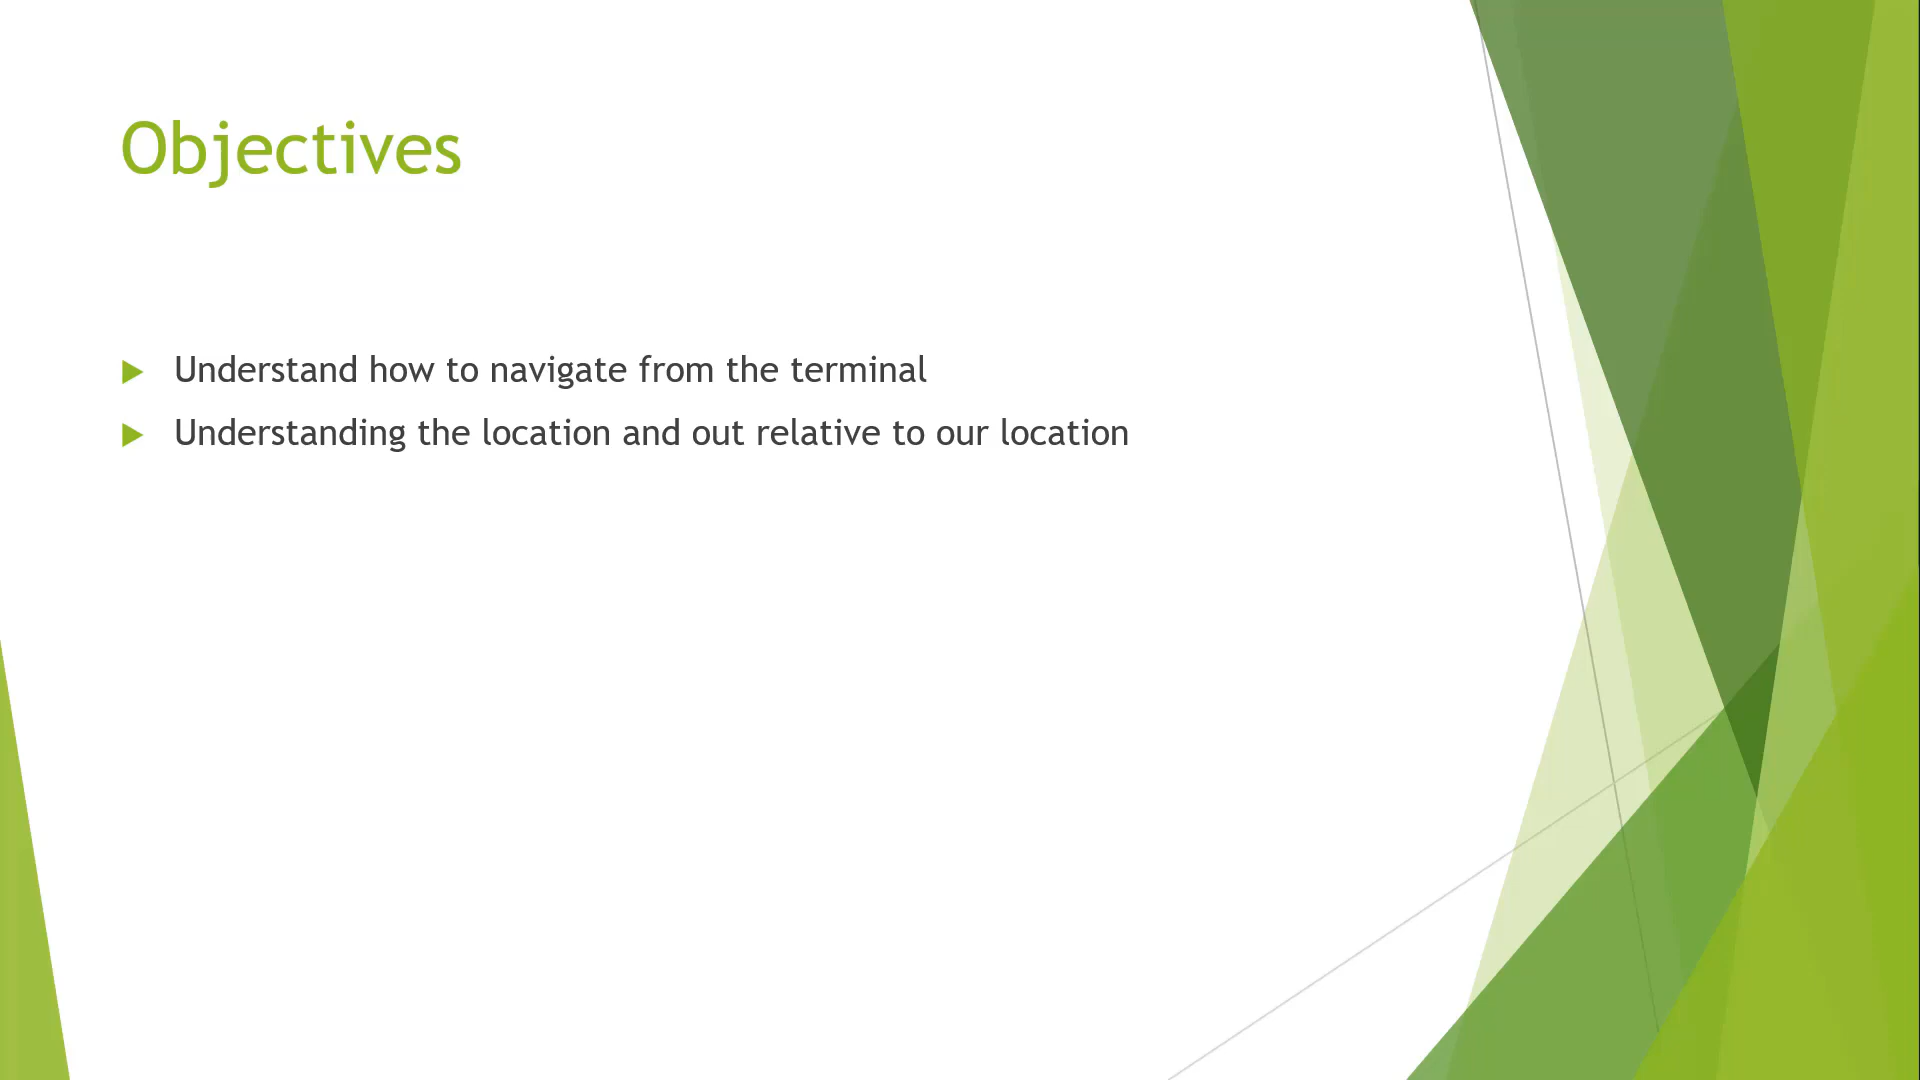 Objectives
Understand how to navigate from the terminal
Understanding the location and out relative to our location